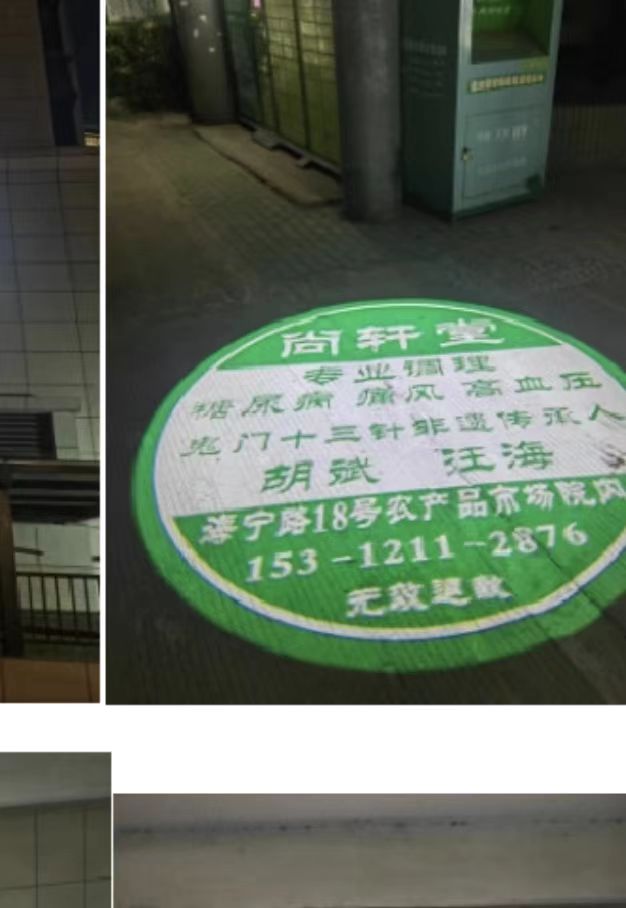 尚轩堂
专业调理
糖尿病 痛风 高血压
鬼门十三针非遗传承人
胡斌 汪海
海宁路18号农产品市场院内
153-1211-2876
无效退款